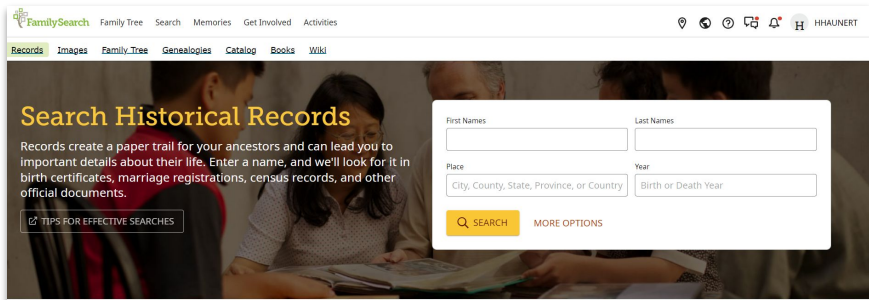 FamilySearch Family Tree Search Memories Get Involved Activities H HHAUNERT
Records Images Family Tree Genealogies Catalog Books Wiki
Search Historical Records
Records create a paper trail for your ancestors and can lead you to
important details about their life. Enter a name, and we'll look for it in
birth certificates, marriage registrations, census records, and other
official documents.
TIPS FOR EFFECTIVE SEARCHES
First Names Last Names
Place Year
City, County, State, Province, or Country Birth or Death Year
SEARCH MORE OPTIONS